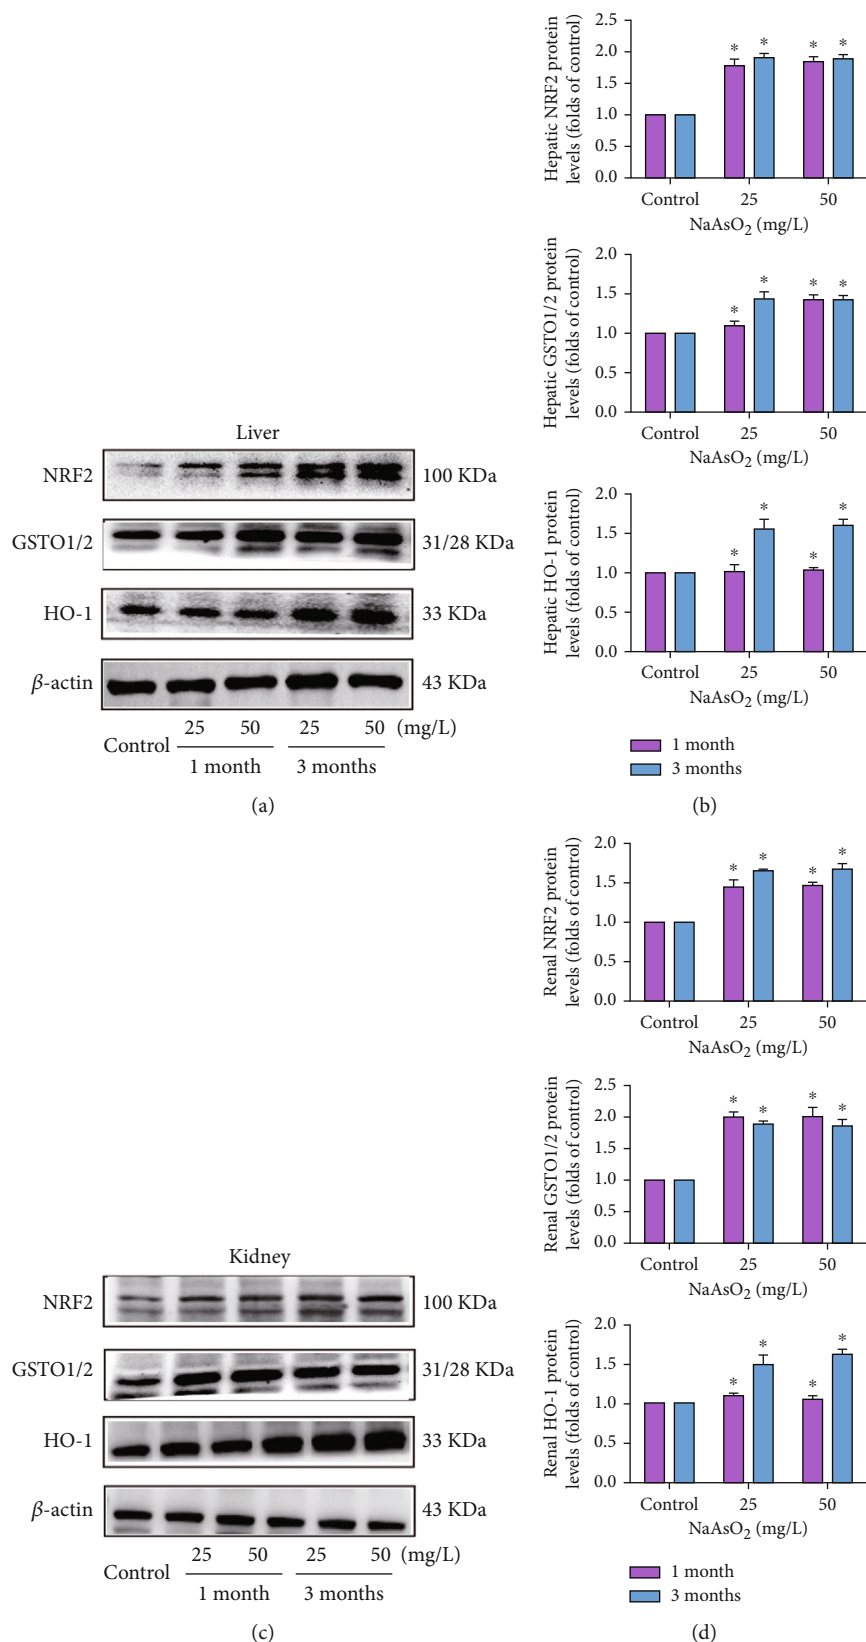 Liver
NRF2 100 KDa
GSTO1/2 31/28 KDa
HO-1 33 KDa
β-actin 43 KDa
Control 25 50 25 50 (mg/L)
1 month 3 months
(a)
Hepatic NRF2 protein
levels (folds of control)
2.5
2.0
1.5
1.0
0.5
0.0
* * * *
Control 25 50
NaAsO2 (mg/L)
Hepatic GSTO1/2 protein
levels (folds of control)
2.0
1.5
1.0
0.5
0.0
* * * *
Control 25 50
NaAsO2 (mg/L)
Hepatic HO-1 protein
levels (folds of control)
2.0
1.5
1.0
0.5
0.0
* * * *
Control 25 50
NaAsO2 (mg/L)
1 month
3 months
(b)
Kidney
NRF2 100 KDa
GSTO1/2 31/28 KDa
HO-1 33 KDa
β-actin 43 KDa
Control 25 50 25 50 (mg/L)
1 month 3 months
(c)
Renal NRF2 protein
levels (folds of control)
2.0
1.5
1.0
0.5
0.0
* * * *
Control 25 50
NaAsO2 (mg/L)
Renal GSTO1/2 protein
levels (folds of control)
2.5
2.0
1.5
1.0
0.5
0.0
* * * *
Control 25 50
NaAsO2 (mg/L)
Renal HO-1 protein
levels (folds of control)
2.0
1.5
1.0
0.5
0.0
* * * *
Control 25 50
NaAsO2 (mg/L)
1 month
3 months
(d)